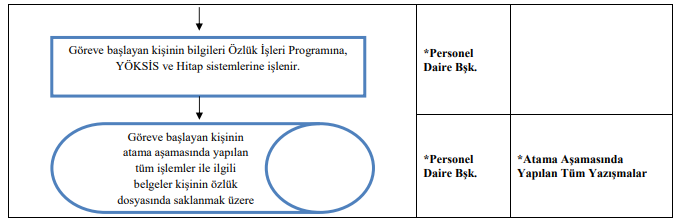 Göreve başlayan kişinin bilgileri Özlük İşleri Programına,
YÖKSİS ve Hitap sistemlerine işlenir.
*Personel
Daire Bşk.
Göreve başlayan kişinin
atama aşamasında yapılan
tüm işlemler ile ilgili
belgeler kişinin özlük
dosyasında saklanmak üzere
*Personel
Daire Bşk.
*Atama Aşamasında
Yapılan Tüm Yazışmalar